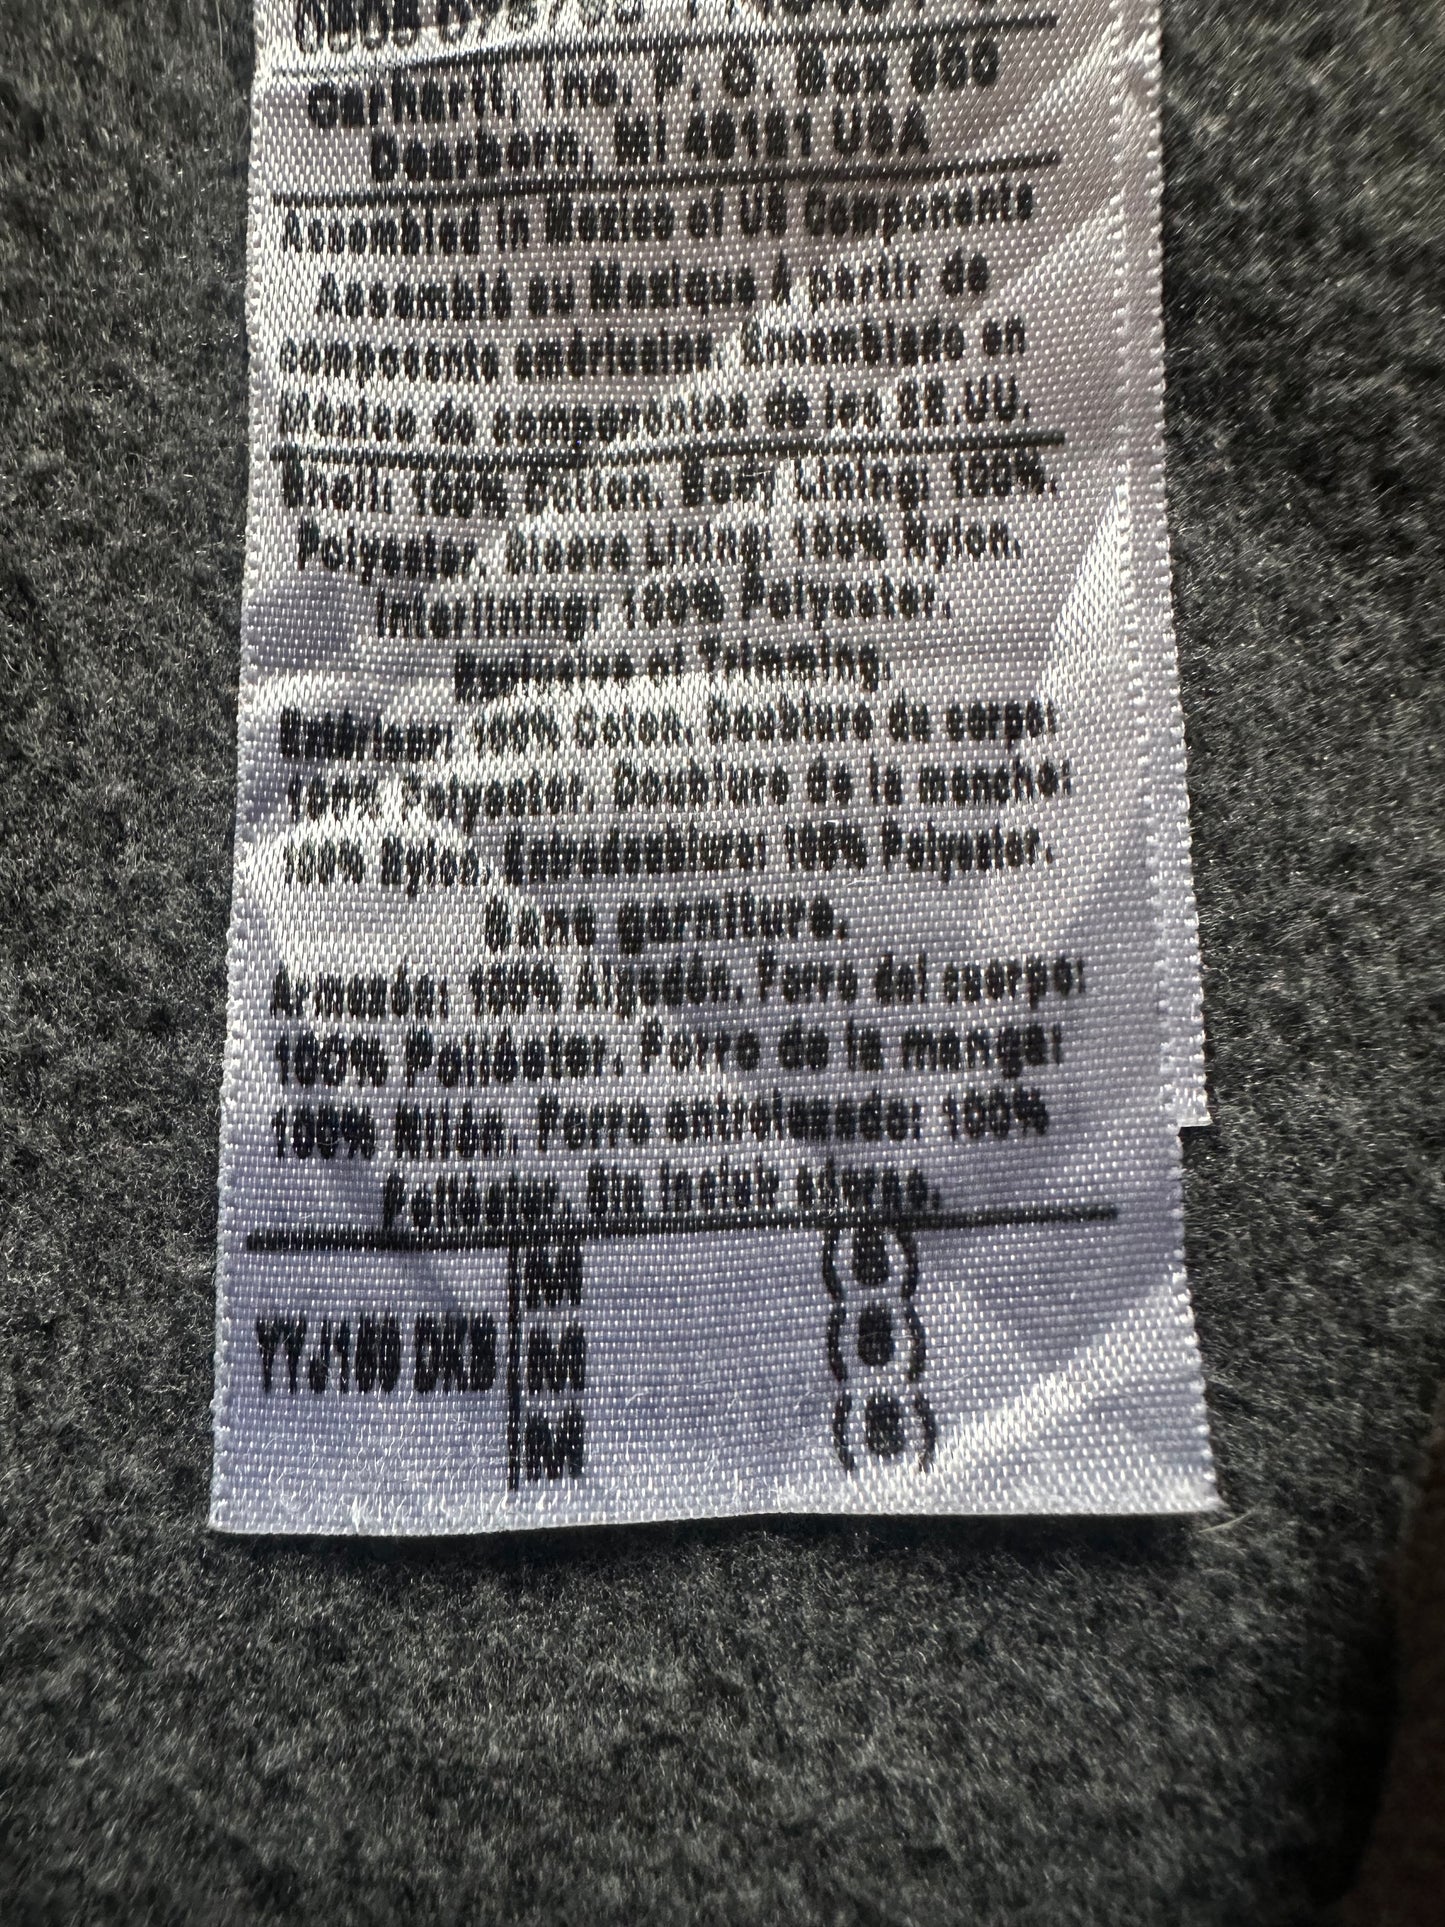 Carhartt, Inc. P. O. Box 600
Dearborn, MI 48121 USA
Assembled in Mexico of US Components
Assemblé au Mexique À partir de
composants américains. Ensamblado en
México de componentes de los EE.UU.
Shell: 100% Cotton. Body Lining: 100%
Polyester. Sleeve Lining: 100% Nylon.
Interlining: 100% Polyester.
Exclusive of Trimming.
Extérieur: 100% Coton. Doublure du corps:
100% Polyester. Doublure de la manche:
100% Nylon. Entredoublure: 100% Polyester.
Sans garniture.
Armazón: 100% Algodón. Forro del cuerpo:
100% Poliéster. Forro de la manga:
100% Nilón. Forro entrelazado: 100%
Poliéster. Sin incluir adorno.
M
M
M